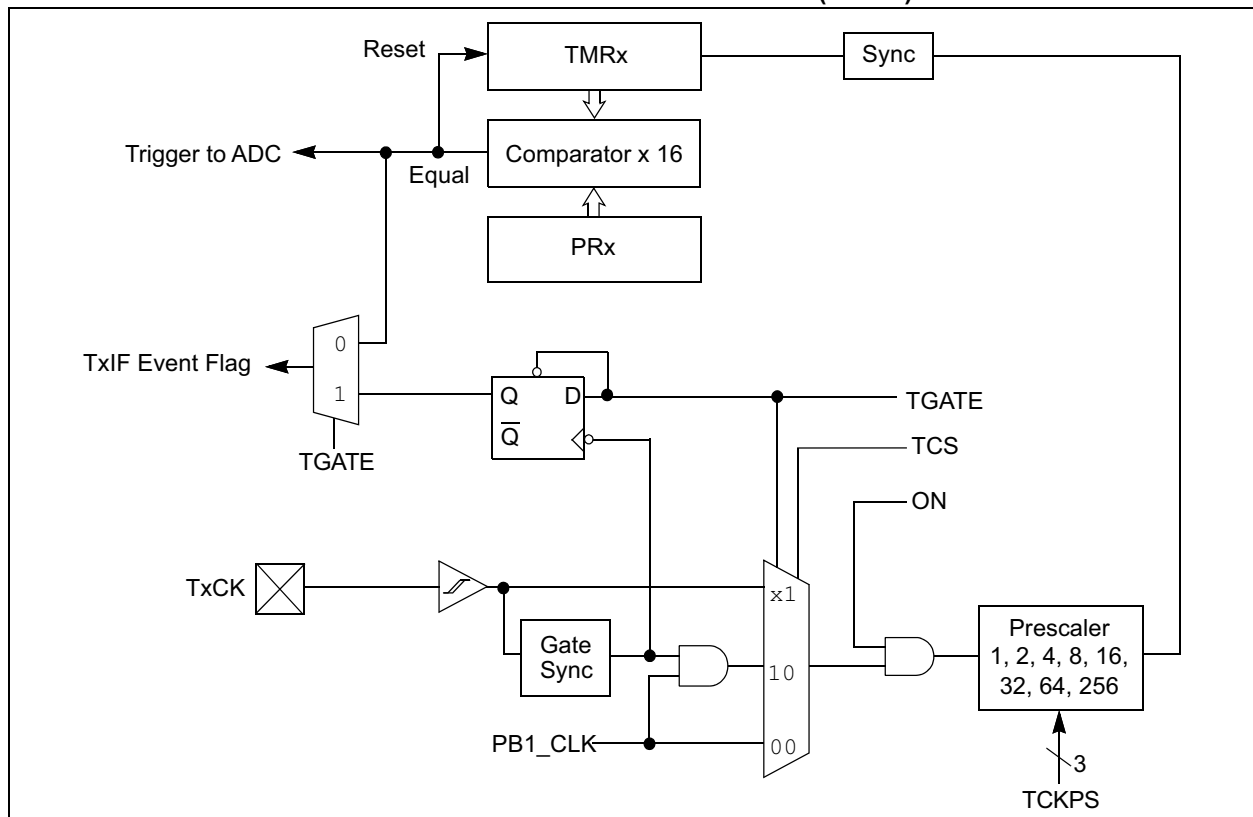 Reset
TMRx
Sync
Trigger to ADC
Equal
Comparator x 16
PRx
TxIF Event Flag
0
1
TGATE
Q
D
Q
TGATE
TCS
ON
TxCK
x1
Gate
Sync
10
Prescaler
1, 2, 4, 8, 16,
32, 64, 256
PB1_CLK
00
3
TCKPS